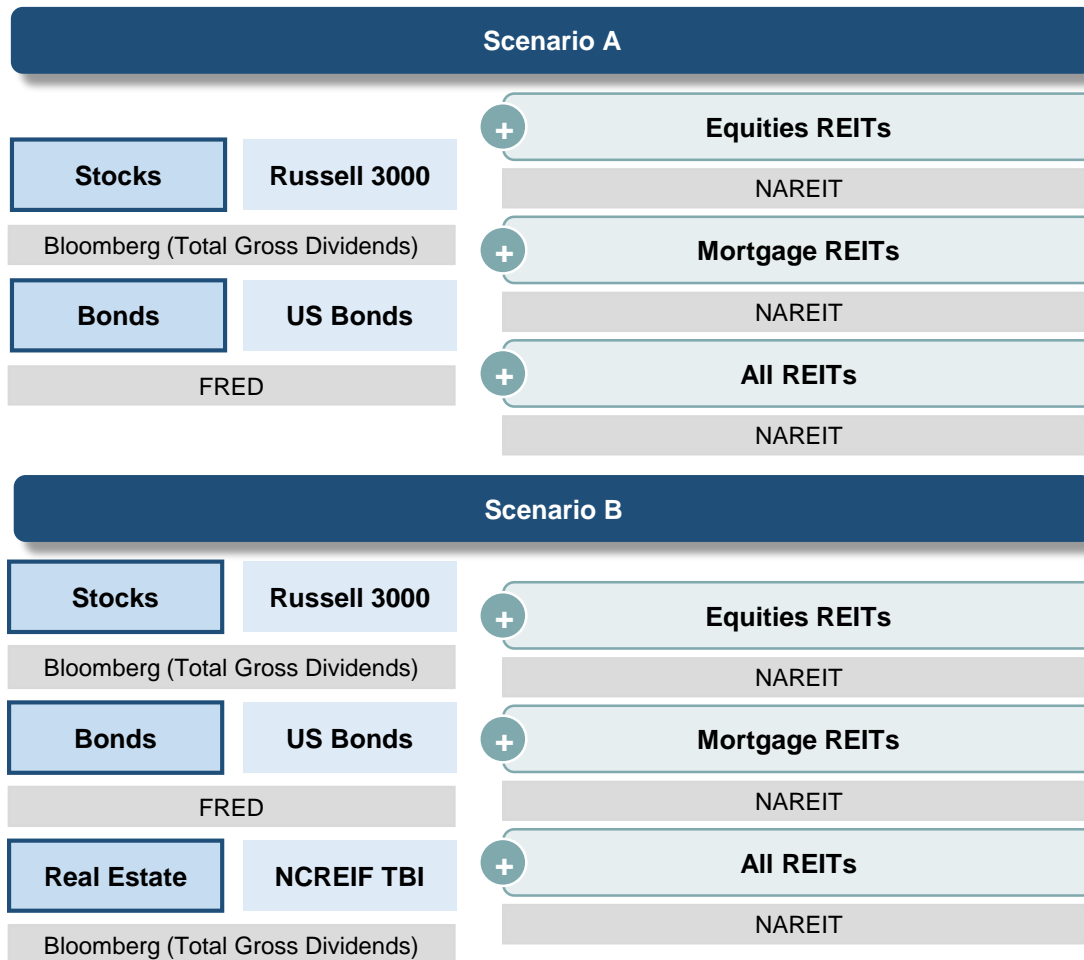 Scenario A
Stocks
Russell 3000
Bloomberg (Total Gross Dividends)
Bonds
US Bonds
FRED
+
Equities REITs
NAREIT
+
Mortgage REITs
NAREIT
+
All REITs
NAREIT
Scenario B
Stocks
Russell 3000
Bloomberg (Total Gross Dividends)
Bonds
US Bonds
FRED
Real Estate
NCREIF TBI
Bloomberg (Total Gross Dividends)
+
Equities REITs
NAREIT
+
Mortgage REITs
NAREIT
+
All REITs
NAREIT